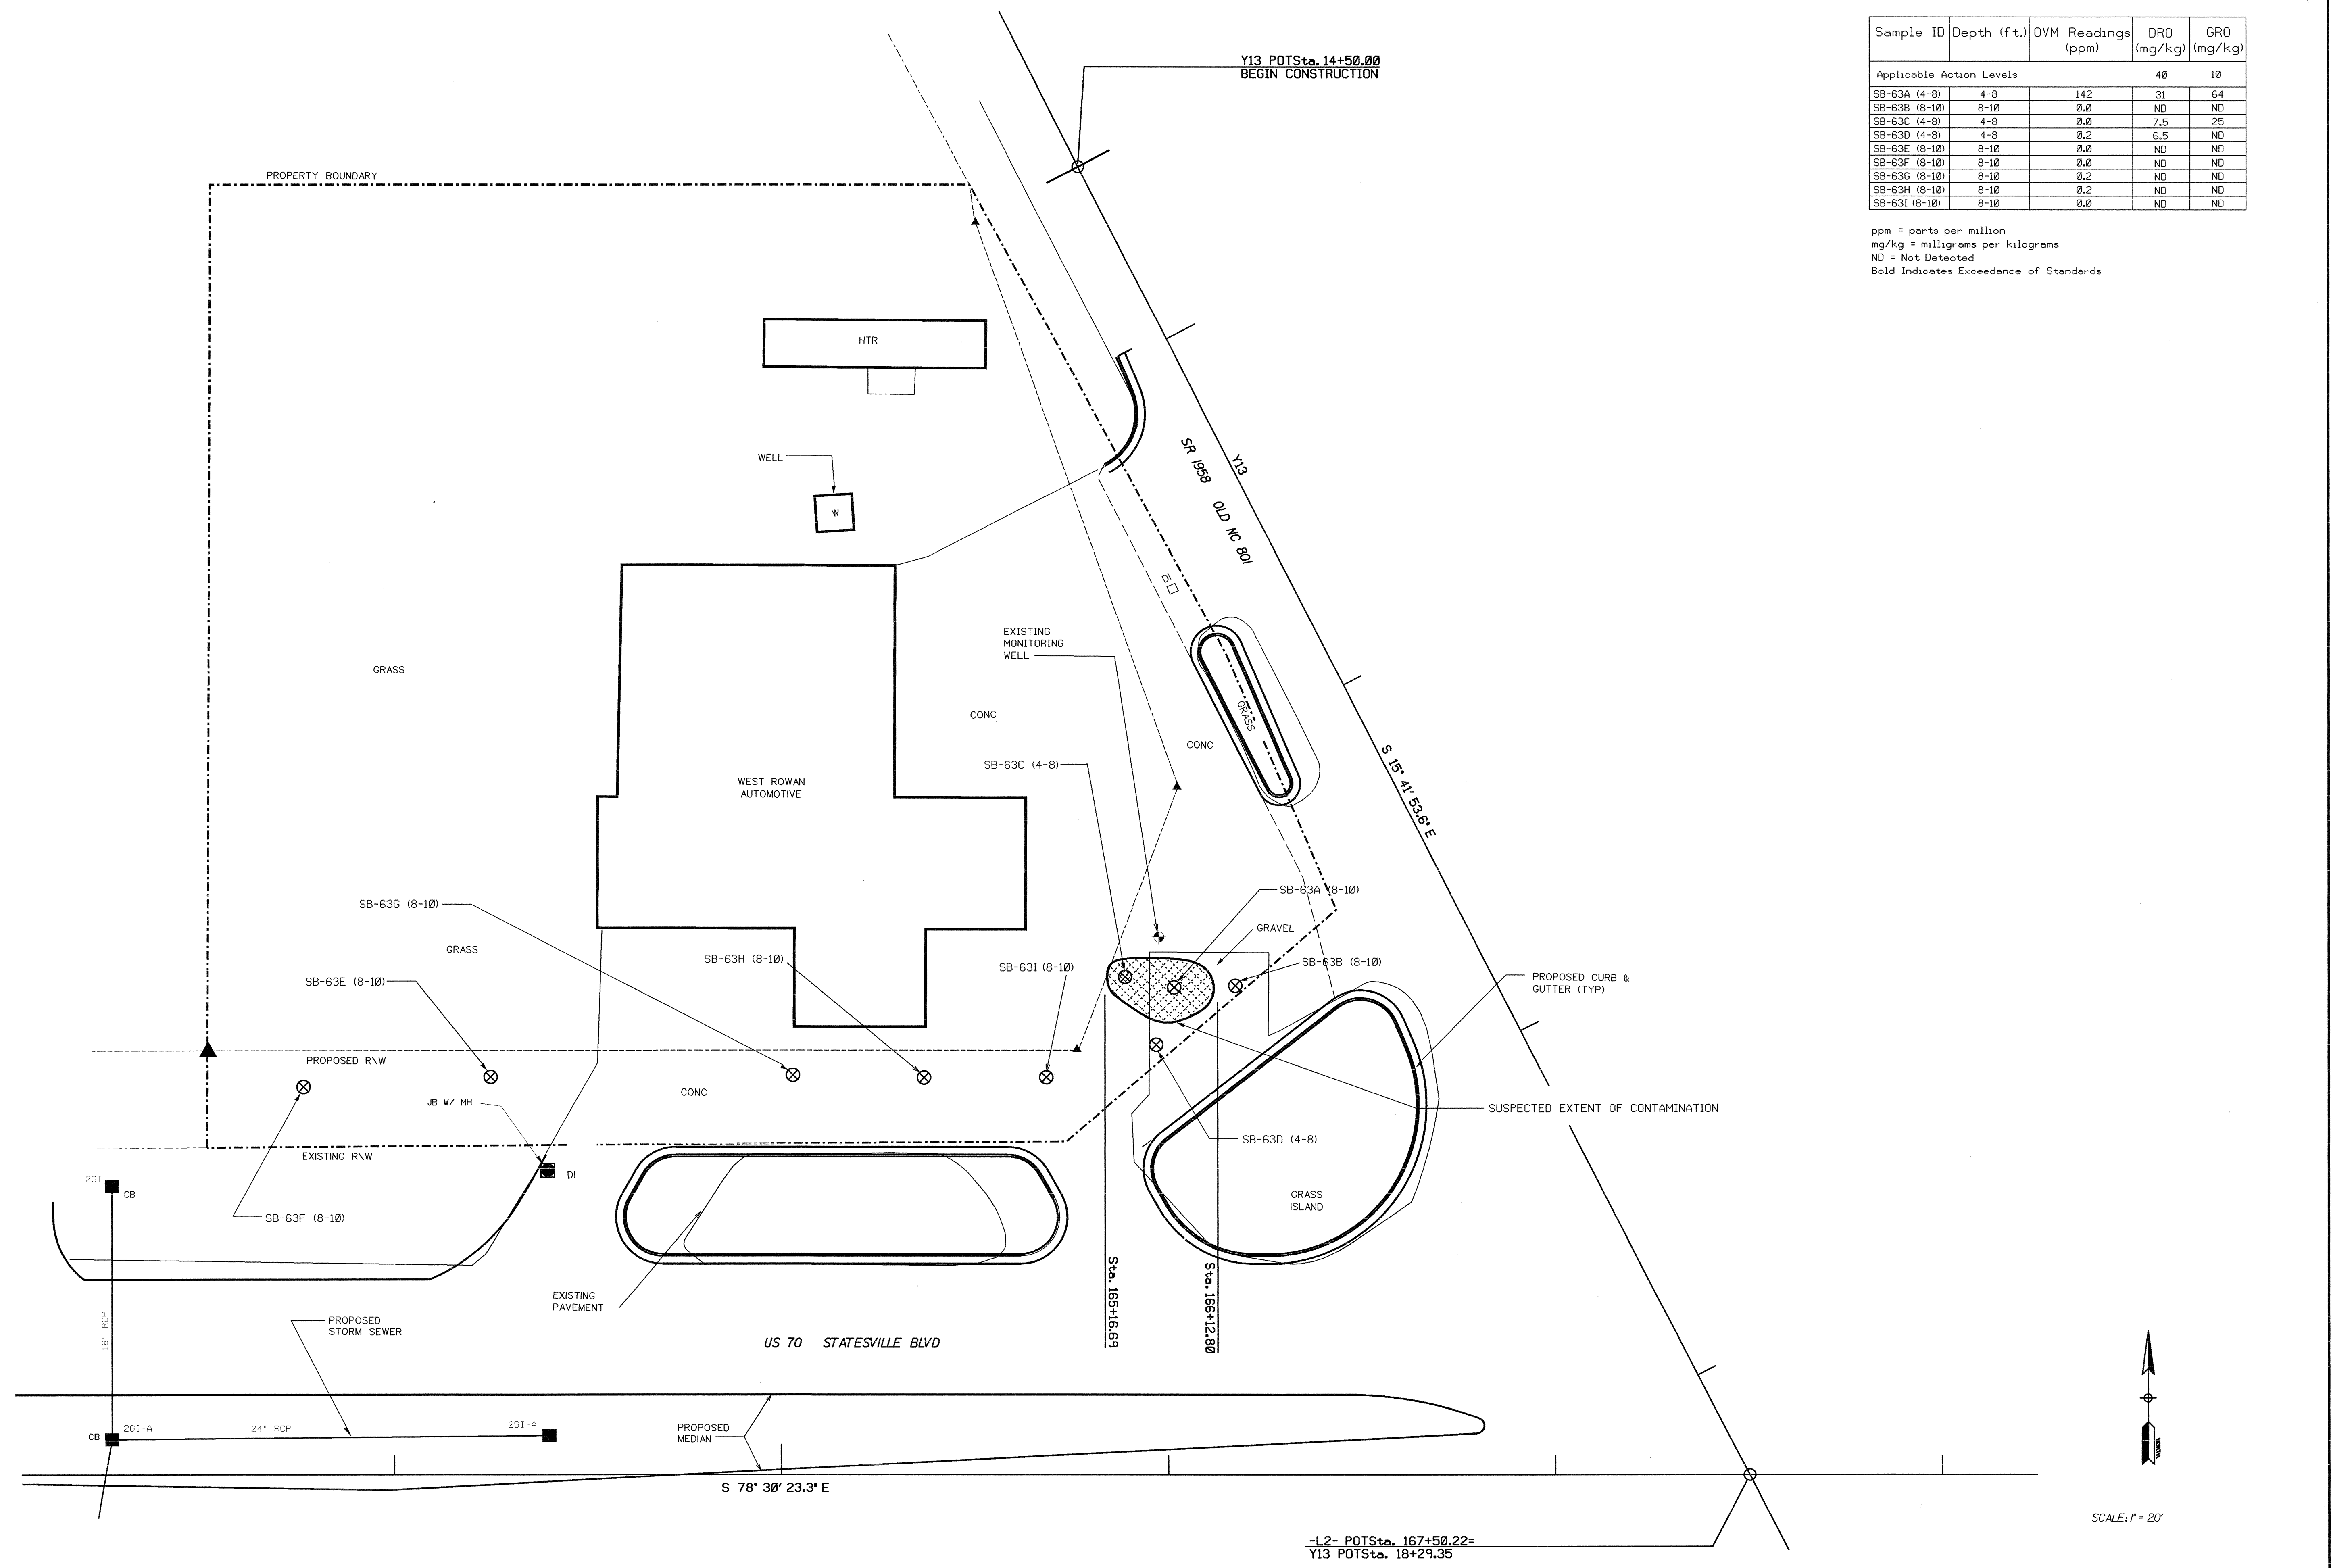 Y13 POTSta. 14+50.00
BEGIN CONSTRUCTION
Sample ID Depth (ft.) OVM Readings (ppm) DRO (mg/kg) GRO (mg/kg)
Applicable Action Levels 40 10
SB-63A (4-8) 4-8 142 31 64
SB-63B (8-10) 8-10 0.0 ND ND
SB-63C (4-8) 4-8 0.0 7.5 25
SB-63D (4-8) 4-8 0.2 6.5 ND
SB-63E (8-10) 8-10 0.0 ND ND
SB-63F (8-10) 8-10 0.0 ND ND
SB-63G (8-10) 8-10 0.2 ND ND
SB-63H (8-10) 8-10 0.2 ND ND
SB-63I (8-10) 8-10 0.0 ND ND
ppm = parts per million
mg/kg = milligrams per kilograms
ND = Not Detected
Bold Indicates Exceedance of Standards
PROPERTY BOUNDARY
HTR
WELL
W
SR 1958 OLD NC 801
Y13
DI
EXISTING
MONITORING
WELL
GRASS
GRASS
CONC
CONC
SB-63C (4-8)
S 15° 41' 53.6" E
WEST ROWAN
AUTOMOTIVE
SB-63A (8-10)
SB-63G (8-10)
GRAVEL
GRASS
SB-63H (8-10)
SB-63I (8-10)
SB-63B (8-10)
SB-63E (8-10)
PROPOSED CURB &
GUTTER (TYP)
PROPOSED R\W
CONC
JB W/ MH
SUSPECTED EXTENT OF CONTAMINATION
SB-63D (4-8)
EXISTING R\W
DI
2GI
CB
GRASS
ISLAND
SB-63F (8-10)
Sta. 165+16.69
Sta. 166+12.80
EXISTING
PAVEMENT
18" RCP
PROPOSED
STORM SEWER
US 70 STATESVILLE BLVD
CB
2GI-A
24" RCP
2GI-A
PROPOSED
MEDIAN
NORTH
S 78° 30' 23.3" E
SCALE: 1" = 20'
-L2- POTSta. 167+50.22=
Y13 POTSta. 18+29.35